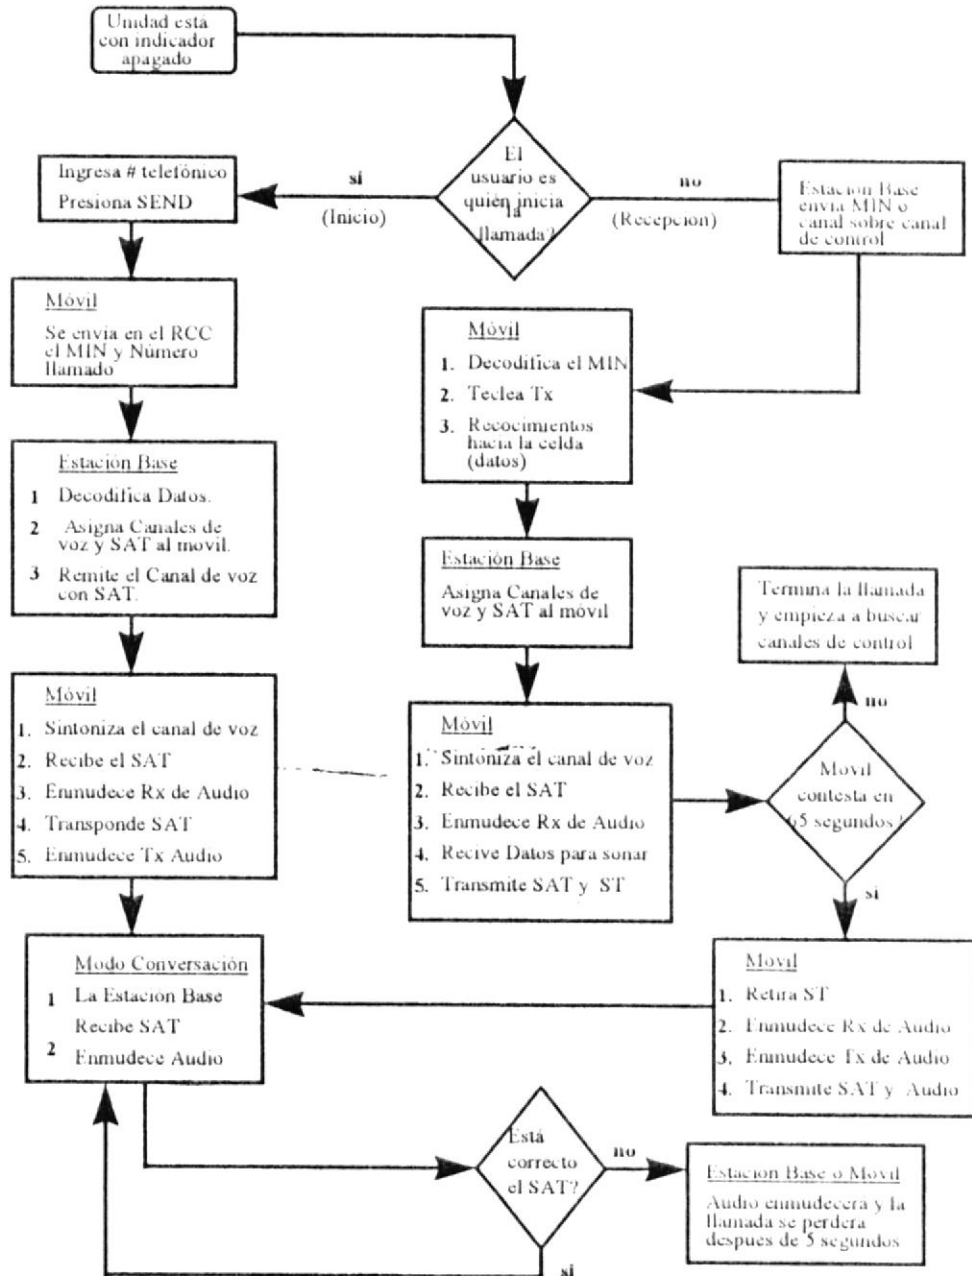 Unidad está
con indicador
apagado
El
usuario es
quién inicia
la
llamada?
si
(Inicio)
no
(Recepcion)
Ingresa # telefónico
Presiona SEND
Estación Base
envia MIN o
canal sobre canal
de control
Móvil
Se envia en el RCC
el MIN y Número
llamado
Móvil
1. Decodifica el MIN
2. Teclea Tx
3. Recocimientos
hacia la celda
(datos)
Estación Base
1 Decodifica Datos.
2 Asigna Canales de
voz y SAT al movil.
3 Remite el Canal de voz
con SAT.
Estación Base
Asigna Canales de
voz y SAT al móvil
Termina la llamada
y empieza a buscar
canales de control
no
Móvil
1. Sintoniza el canal de voz
2. Recibe el SAT
3. Enmudece Rx de Audio
4. Transponde SAT
5. Enmudece Tx Audio
Móvil
1. Sintoniza el canal de voz
2. Recibe el SAT
3. Enmudece Rx de Audio
4. Recive Datos para sonar
5. Transmite SAT y ST
Movil
contesta en
65 segundos?
si
Modo Conversación
1 La Estación Base
Recibe SAT
2 Enmudece Audio
Movil
1. Retira ST
2. Enmudece Rx de Audio
3. Enmudece Tx de Audio
4. Transmite SAT y Audio
Está
correcto
el SAT?
no
si
Estacion Base o Movil
Audio enmudecerá y la
llamada se perdera
despues de 5 segundos